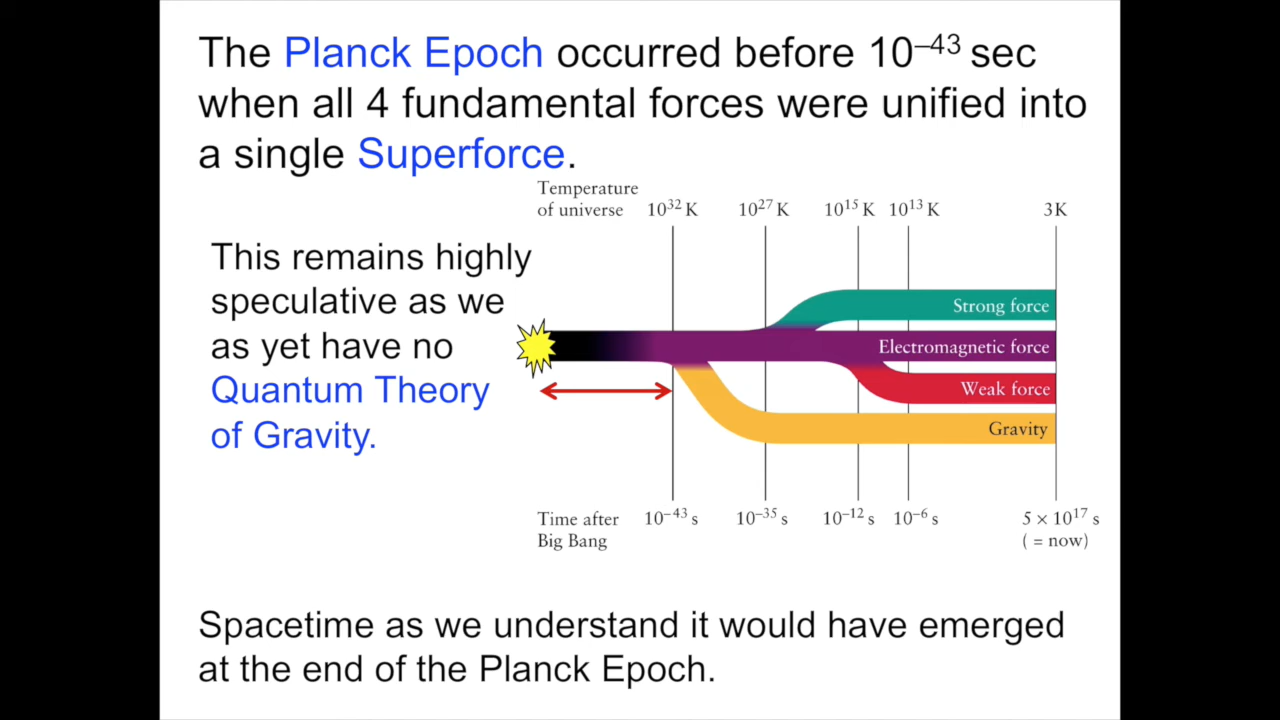 The Planck Epoch occurred before 10⁻⁴³ sec
when all 4 fundamental forces were unified into
a single Superforce.
Temperature
of universe 10³² K 10²⁷ K 10¹⁵ K 10¹³ K 3K
This remains highly
speculative as we
as yet have no
Quantum Theory
of Gravity.
Strong force
Electromagnetic force
Weak force
Gravity
Time after 10⁻⁴³ s 10⁻³⁵ s 10⁻¹² s 10⁻⁶ s 5 × 10¹⁷ s
Big Bang ( = now)
Spacetime as we understand it would have emerged
at the end of the Planck Epoch.